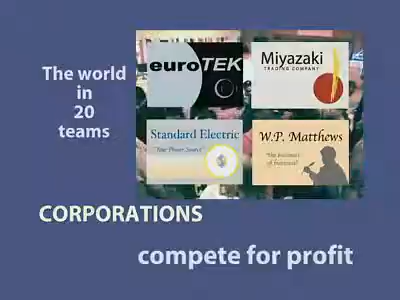 The world
in
20
teams
euroTEK
Miyazaki
TRADING COMPANY
Standard Electric
"Your Power Source"
W.P. Matthews
"the business
of business"
CORPORATIONS
compete for profit